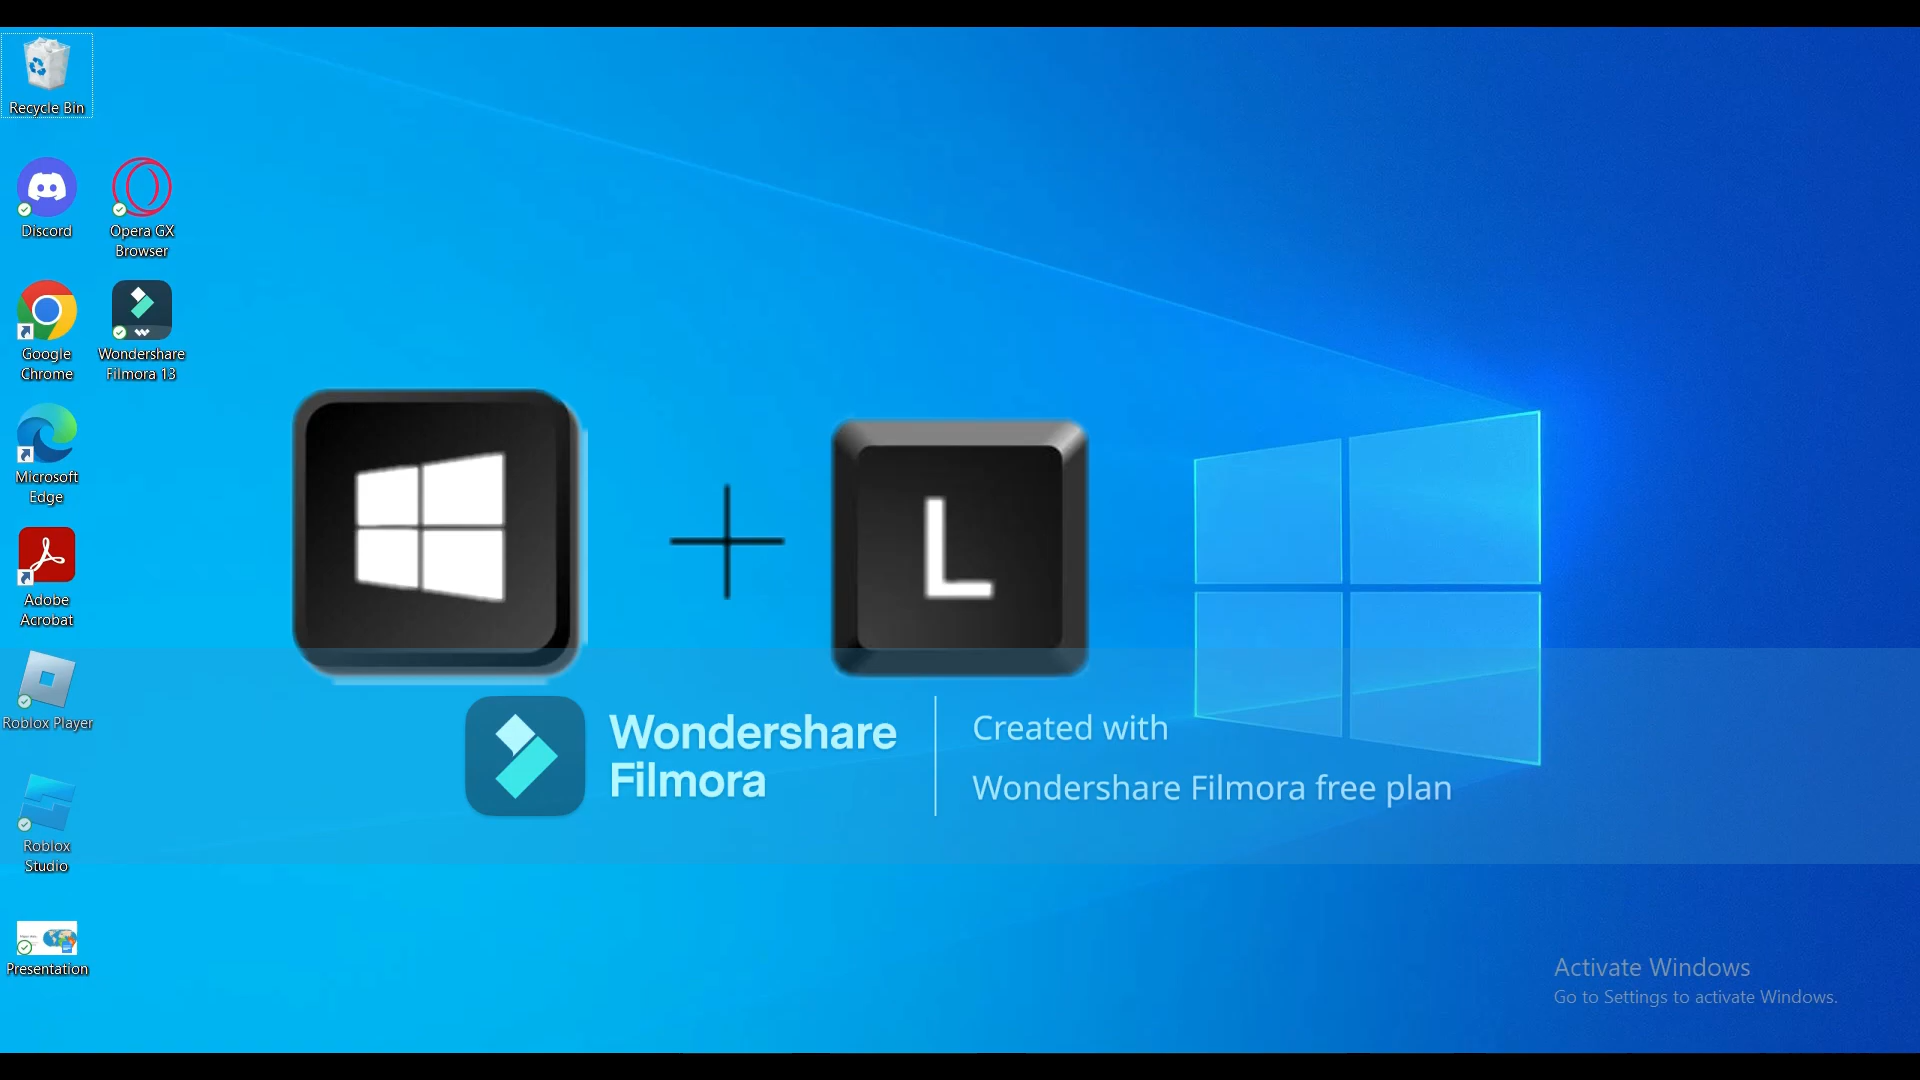 Recycle Bin
Discord
Opera GX
Browser
Google
Chrome
Wondershare
Filmora 13
Microsoft
Edge
Adobe
Acrobat
Roblox Player
Roblox
Studio
Presentation
L
Wondershare
Filmora
Created with
Wondershare Filmora free plan
Activate Windows
Go to Settings to activate Windows.